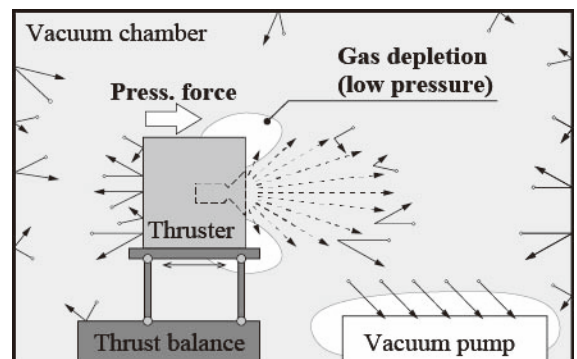 Vacuum chamber
Gas depletion
(low pressure)
Press. force
Thruster
Thrust balance
Vacuum pump